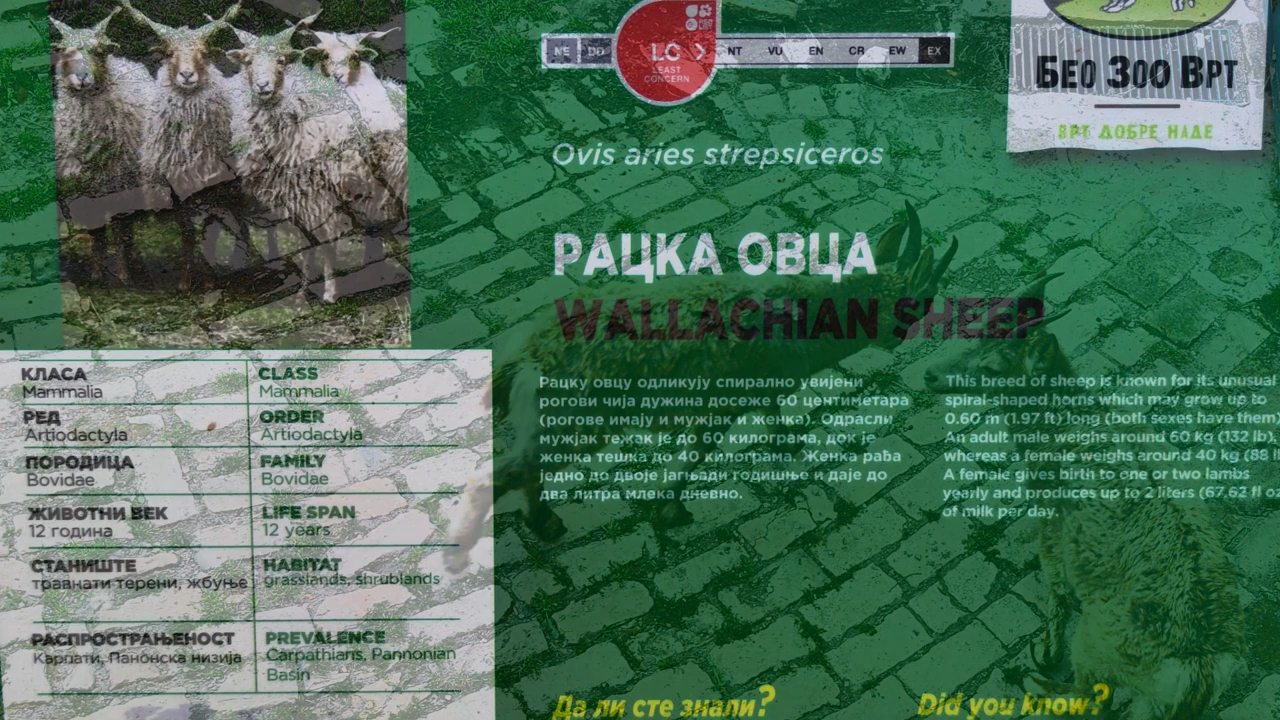 NE DD LC NT VU EN CR EW EX
LEAST
CONCERN
БЕО ЗОО ВРТ
ВРТ ДОБРЕ НАДЕ
Ovis aries strepsiceros
РАЦКА ОВЦА
WALLACHIAN SHEEP
КЛАСА
Mammalia
CLASS
Mammalia
РЕД
Artiodactyla
ORDER
Artiodactyla
ПОРОДИЦА
Bovidae
FAMILY
Bovidae
ЖИВОТНИ ВЕК
12 година
LIFE SPAN
12 years
СТАНИШТЕ
травнати терени, жбуње
HABITAT
grasslands, shrublands
РАСПРОСТРАЊЕНОСТ
Карпати, Панонска низија
PREVALENCE
Carpathians, Pannonian
Basin
Рацку овцу одликују спирално увијени
рогови чија дужина досеже 60 центиметара
(рогове имају и мужјак и женка). Одрасли
мужјак тежак је до 60 килограма, док је
женка тешка до 40 килограма. Женка рађа
једно до двоје јагњади годишње и даје до
два литра млека дневно.
This breed of sheep is known for its unusual
spiral-shaped horns which may grow up to
0.60 m (1.97 ft) long (both sexes have them)
An adult male weighs around 60 kg (132 lb),
whereas a female weighs around 40 kg (88 lb
A female gives birth to one or two lambs
yearly and produces up to 2 liters (67.62 fl oz
of milk per day.
Да ли сте знали?
Did you know?